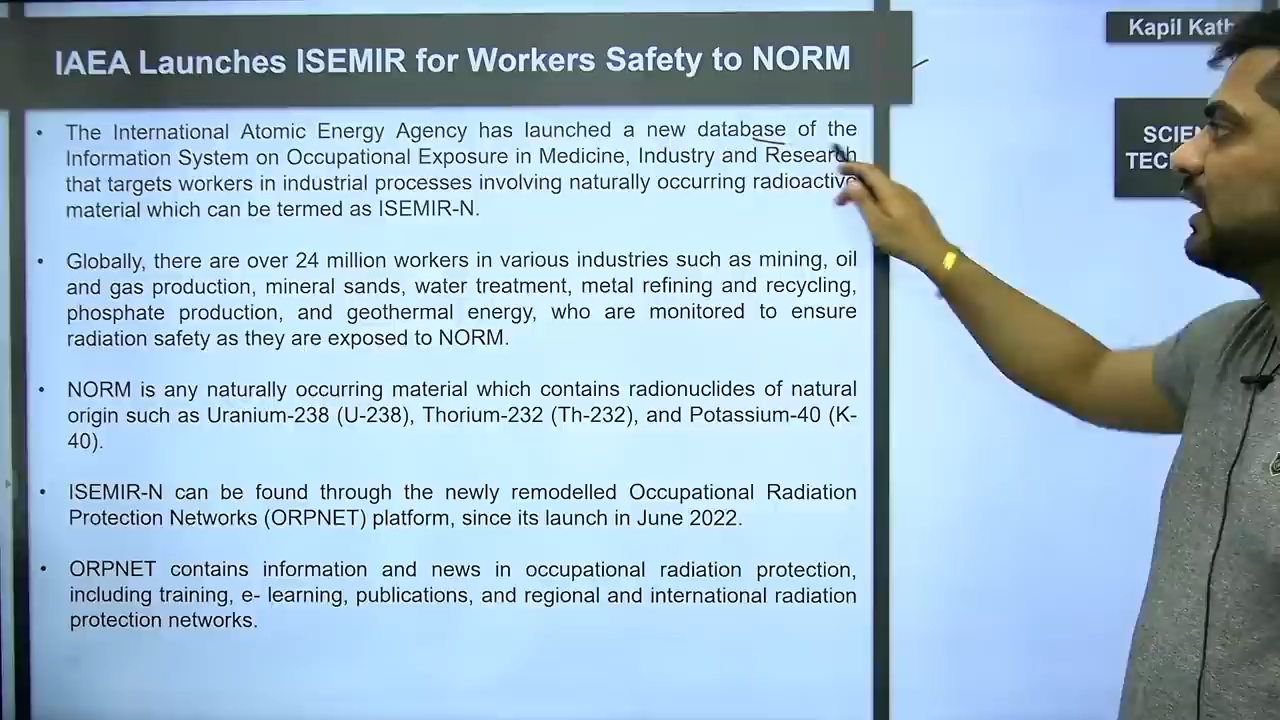 IAEA Launches ISEMIR for Workers Safety to NORM
Kapil
• The International Atomic Energy Agency has launched a new database of the
Information System on Occupational Exposure in Medicine, Industry and Research
that targets workers in industrial processes involving naturally occurring radioactive
material which can be termed as ISEMIR-N.
• Globally, there are over 24 million workers in various industries such as mining, oil
and gas production, mineral sands, water treatment, metal refining and recycling,
phosphate production, and geothermal energy, who are monitored to ensure
radiation safety as they are exposed to NORM.
• NORM is any naturally occurring material which contains radionuclides of natural
origin such as Uranium-238 (U-238), Thorium-232 (Th-232), and Potassium-40 (K-
40).
• ISEMIR-N can be found through the newly remodelled Occupational Radiation
Protection Networks (ORPNET) platform, since its launch in June 2022.
• ORPNET contains information and news in occupational radiation protection,
including training, e- learning, publications, and regional and international radiation
protection networks.